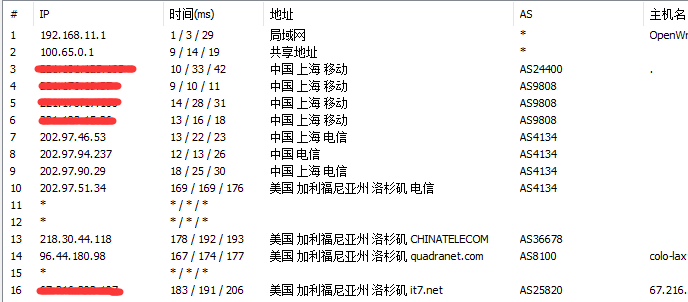 # IP 时间(ms) 地址 AS 主机名
1 192.168.11.1 1 / 3 / 29 局域网 * OpenWr
2 100.65.0.1 9 / 14 / 19 共享地址 *
3 10 / 33 / 42 中国 上海 移动 AS24400 .
4 9 / 10 / 11 中国 上海 移动 AS9808
5 14 / 28 / 31 中国 上海 移动 AS9808
6 13 / 16 / 18 中国 上海 移动 AS9808
7 202.97.46.53 13 / 22 / 23 中国 上海 电信 AS4134
8 202.97.94.237 12 / 13 / 26 中国 电信 AS4134
9 202.97.90.29 18 / 25 / 30 中国 上海 电信 AS4134
10 202.97.51.34 169 / 169 / 176 美国 加利福尼亚州 洛杉矶 电信 AS4134
11 * * / * / *
12 * * / * / *
13 218.30.44.118 178 / 192 / 193 美国 加利福尼亚州 洛杉矶 CHINATELECOM AS36678
14 96.44.180.98 167 / 174 / 177 美国 加利福尼亚州 洛杉矶 quadranet.com AS8100 colo-lax
15 * * / * / *
16 183 / 191 / 206 美国 加利福尼亚州 洛杉矶 it7.net AS25820 67.216.